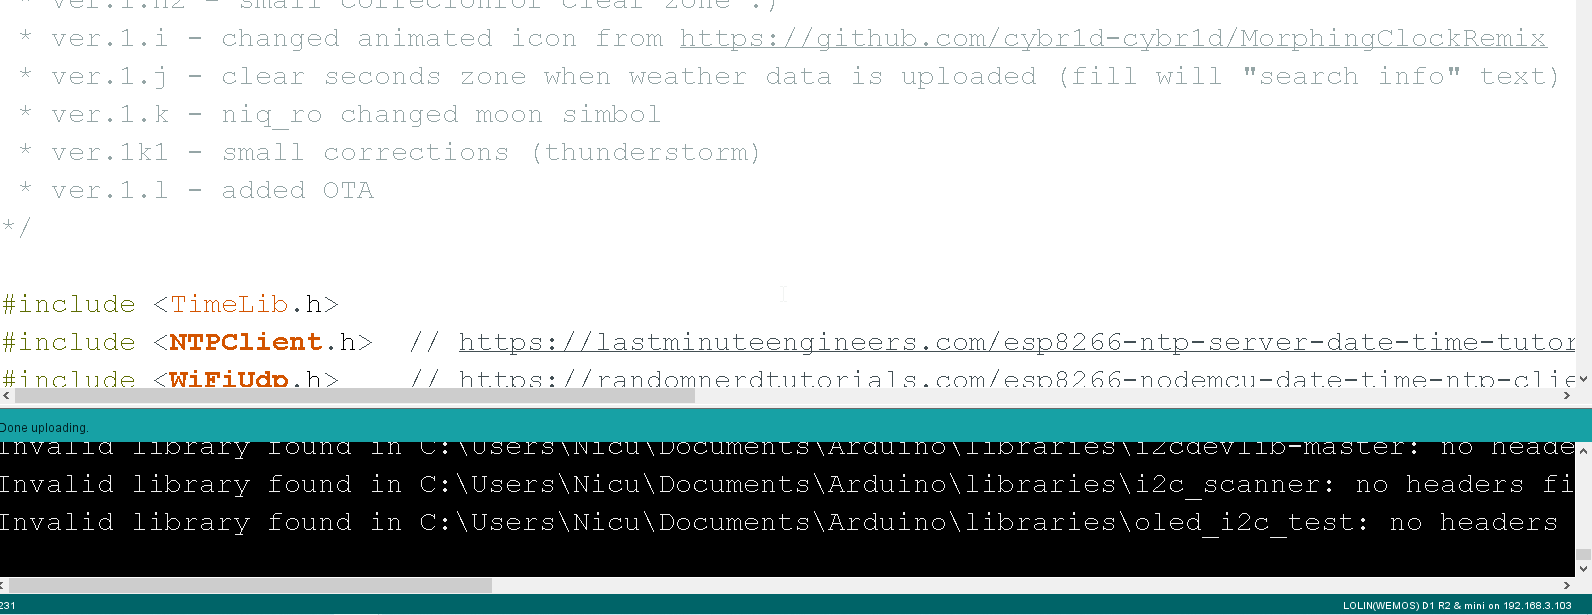 * ver.1.h2 - small correcionfor clear zone :)
* ver.1.i - changed animated icon from https://github.com/cybr1d-cybr1d/MorphingClockRemix
* ver.1.j - clear seconds zone when weather data is uploaded (fill will "search info" text)
* ver.1.k - niq_ro changed moon simbol
* ver.1k1 - small corrections (thunderstorm)
* ver.1.l - added OTA
*/
#include <TimeLib.h>
#include <NTPClient.h>  // https://lastminuteengineers.com/esp8266-ntp-server-date-time-tutor
#include <WiFiUdp.h>    // https://randomnerdtutorials.com/esp8266-nodemcu-date-time-ntp-clie
Done uploading.
Invalid library found in C:\Users\Nicu\Documents\Arduino\libraries\i2cdevlib-master: no heade
Invalid library found in C:\Users\Nicu\Documents\Arduino\libraries\i2c_scanner: no headers fi
Invalid library found in C:\Users\Nicu\Documents\Arduino\libraries\oled_i2c_test: no headers
231
LOLIN(WEMOS) D1 R2 & mini on 192.168.3.103